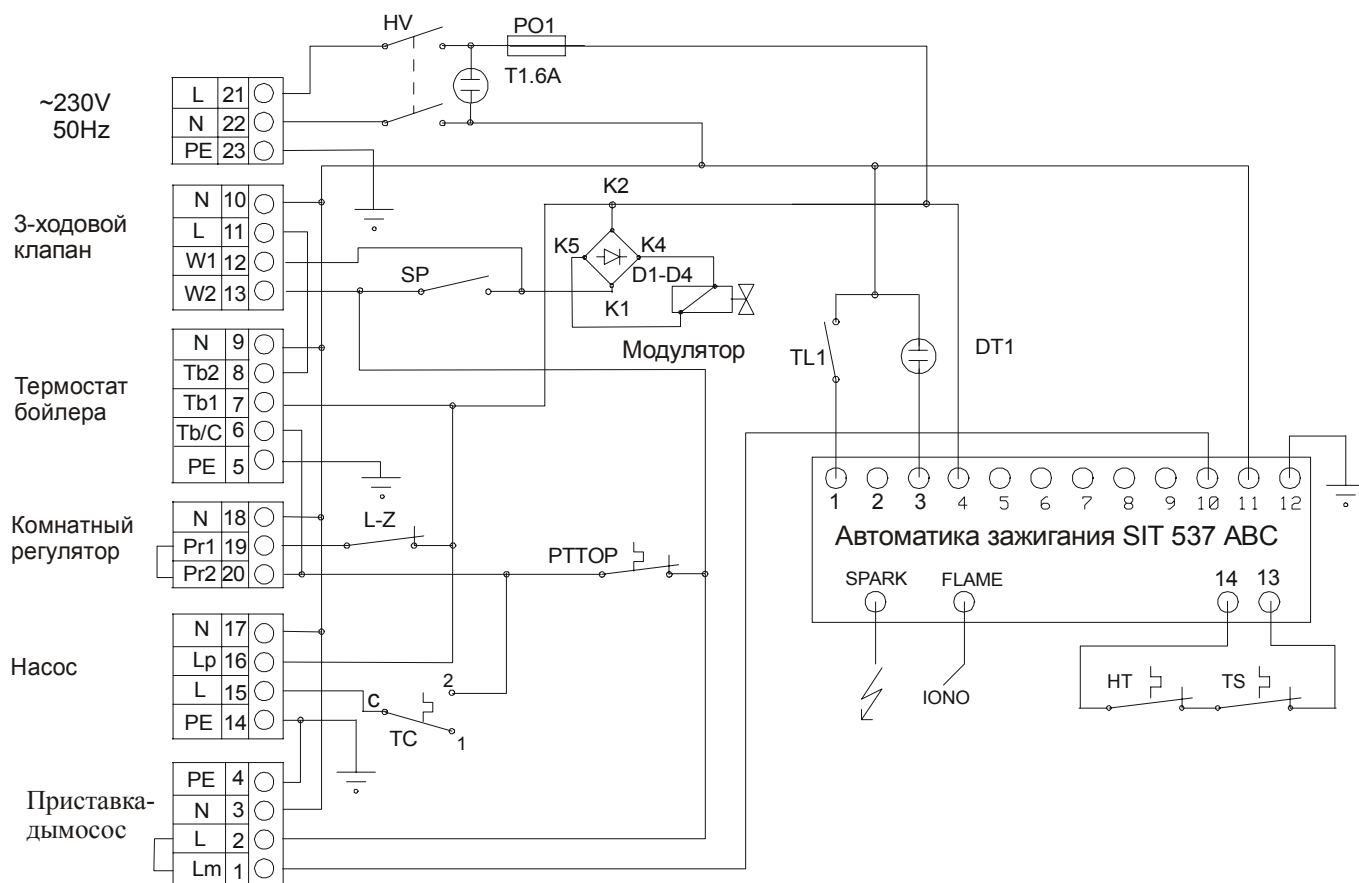 HV
PO1
T1.6A
~230V
50Hz
L 21
N 22
PE 23
3-ходовой
клапан
N 10
L 11
W1 12
W2 13
SP
K2
K5
K4
D1-D4
K1
Модулятор
TL1
DT1
Термостат
бойлера
N 9
Tb2 8
Tb1 7
Tb/C 6
PE 5
Комнатный
регулятор
N 18
Pr1 19
Pr2 20
L-Z
PTTOP
Насос
N 17
Lp 16
L 15
PE 14
C
2
1
TC
Приставка-
дымосос
PE 4
N 3
L 2
Lm 1
1 2 3 4 5 6 7 8 9 10 11 12
Автоматика зажигания SIT 537 ABC
SPARK
FLAME
14 13
IONO
HT
TS